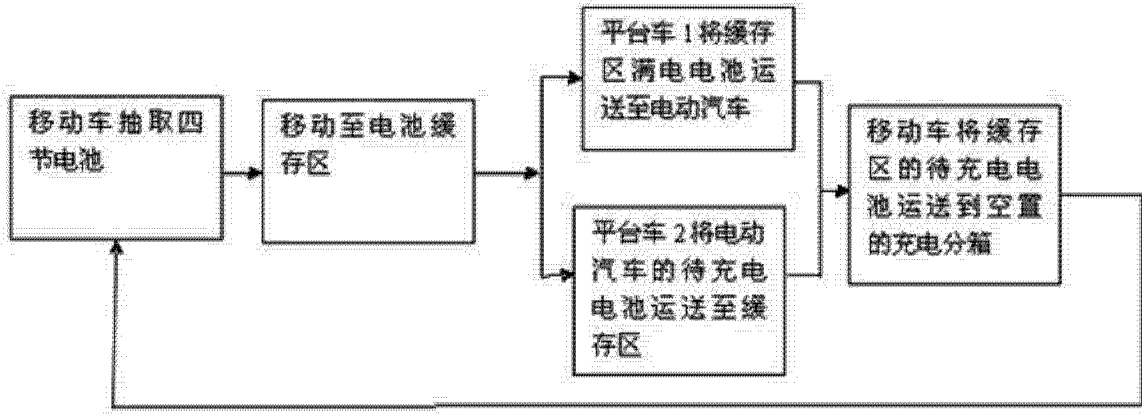 移动车抽取四
节电池
移动至电池缓
存区
平台车1将缓存
区满电电池运
送至电动汽车
平台车2将电动
汽车的待充电
电池运送至缓
存区
移动车将缓存
区的待充电电
池运送到空置
的充电分箱